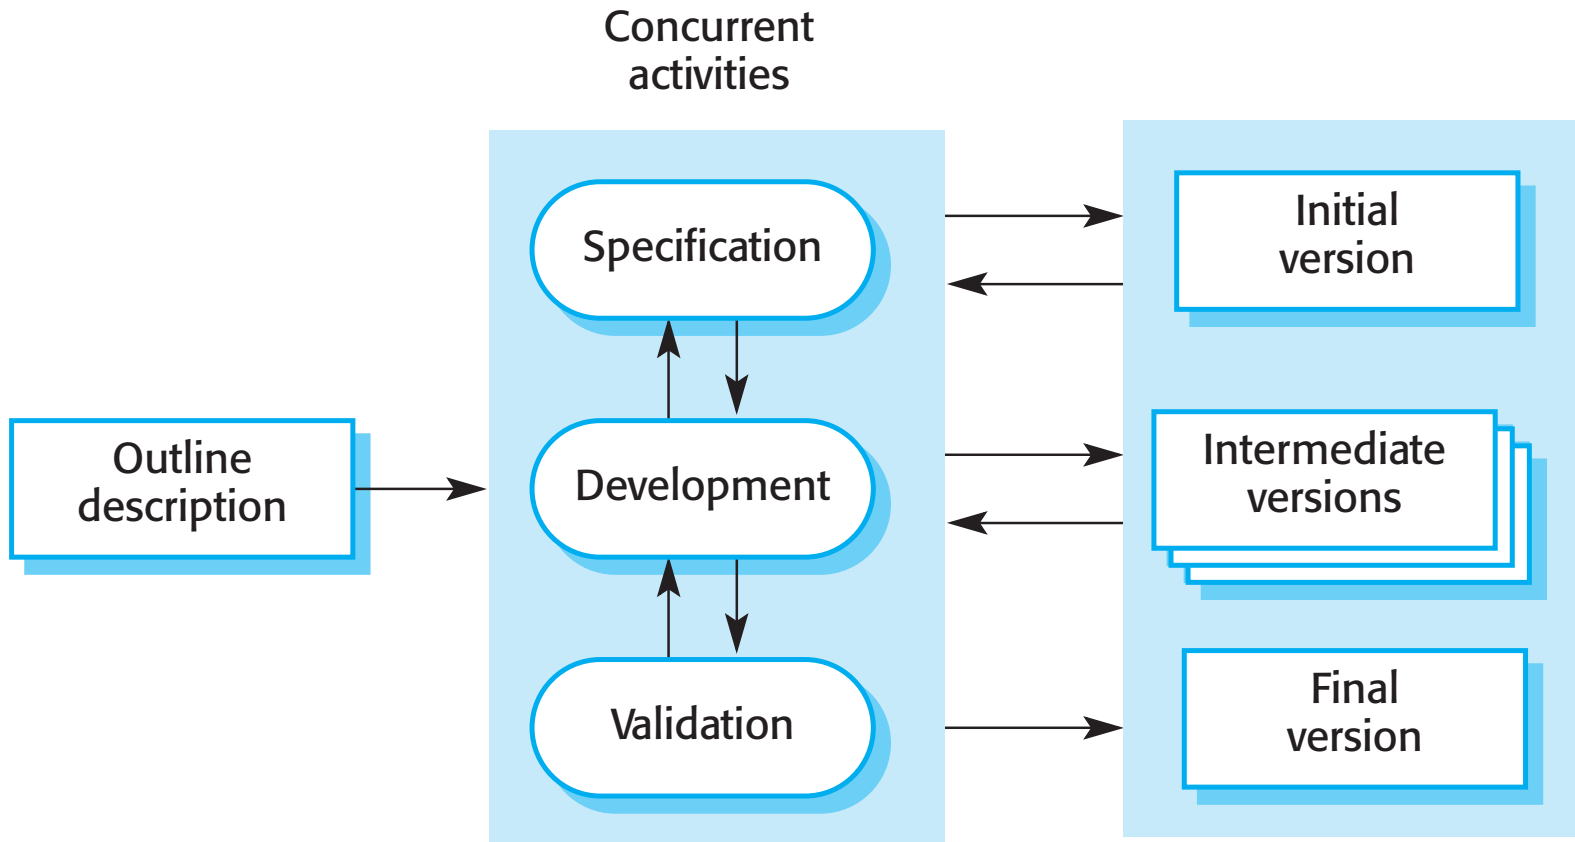 Concurrent
activities
Specification
Initial
version
Outline
description
Development
Intermediate
versions
Validation
Final
version